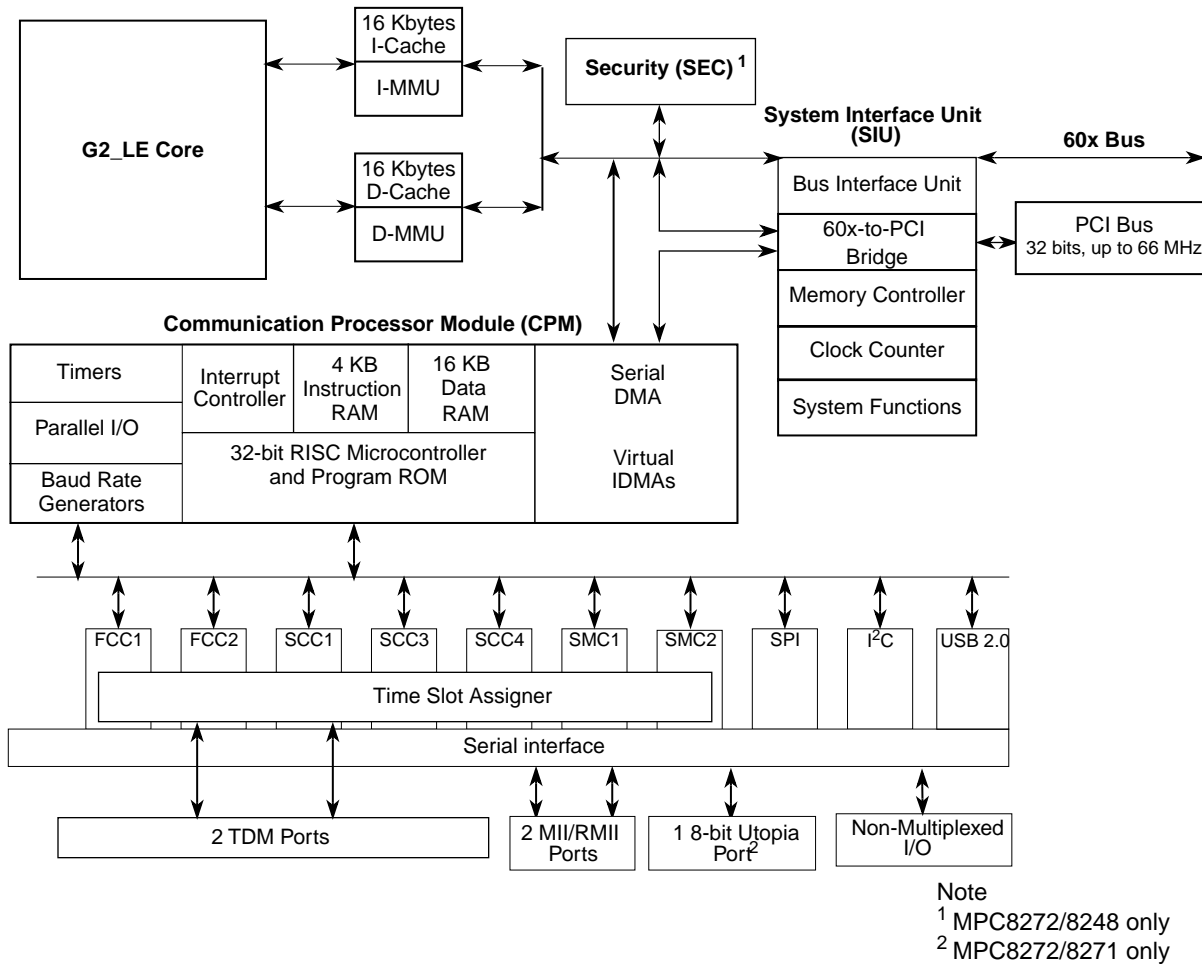 16 Kbytes
I-Cache
I-MMU
Security (SEC) 1
G2_LE Core
16 Kbytes
D-Cache
D-MMU
System Interface Unit
(SIU)
60x Bus
Bus Interface Unit
60x-to-PCI
Bridge
Memory Controller
Clock Counter
System Functions
PCI Bus
32 bits, up to 66 MHz
Communication Processor Module (CPM)
Timers
Parallel I/O
Baud Rate
Generators
Interrupt
Controller
4 KB
Instruction
RAM
16 KB
Data
RAM
32-bit RISC Microcontroller
and Program ROM
Serial
DMA
Virtual
IDMAs
FCC1
FCC2
SCC1
SCC3
SCC4
SMC1
SMC2
SPI
I2C
USB 2.0
Time Slot Assigner
Serial interface
2 TDM Ports
2 MII/RMII
Ports
1 8-bit Utopia
Port2
Non-Multiplexed
I/O
Note
1 MPC8272/8248 only
2 MPC8272/8271 only